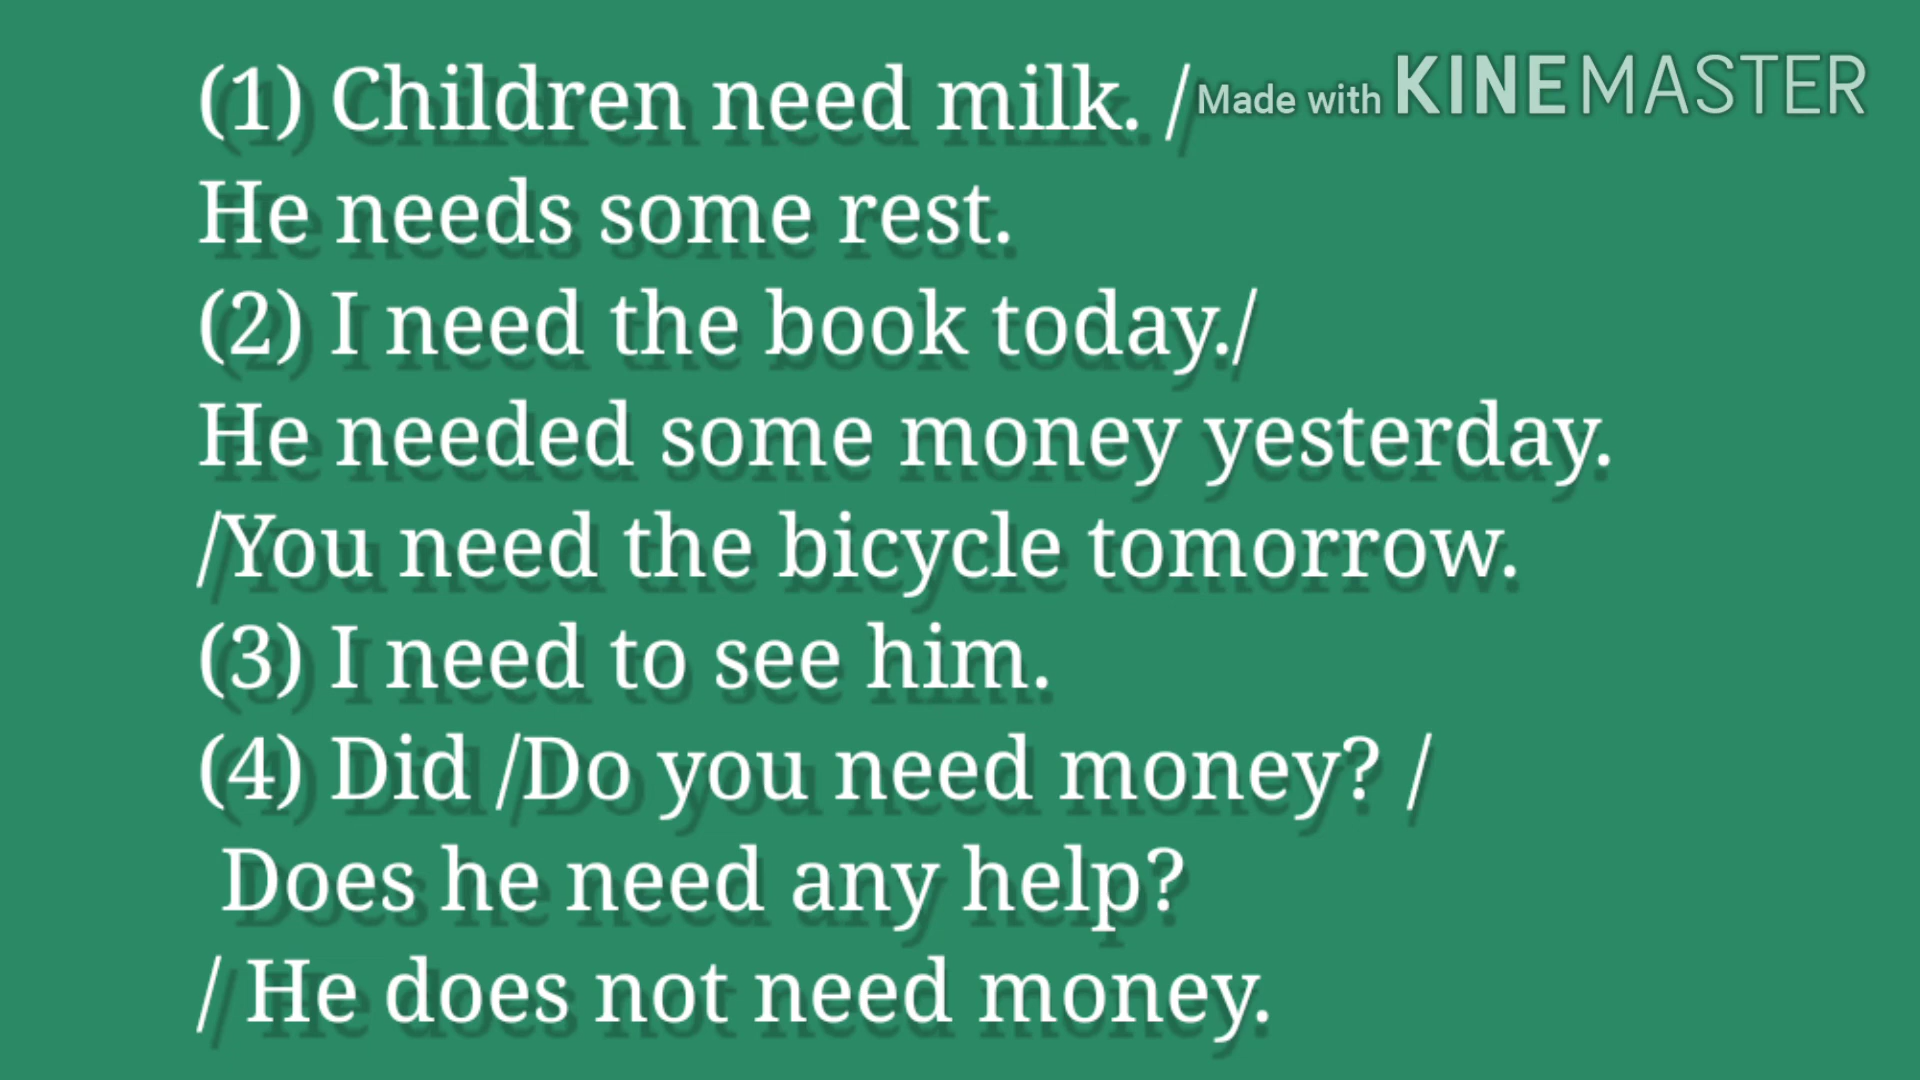 (1) Children need milk. / Made with KINEMASTER
He needs some rest.
(2) I need the book today./
He needed some money yesterday.
/You need the bicycle tomorrow.
(3) I need to see him.
(4) Did /Do you need money? /
Does he need any help?
/ He does not need money.